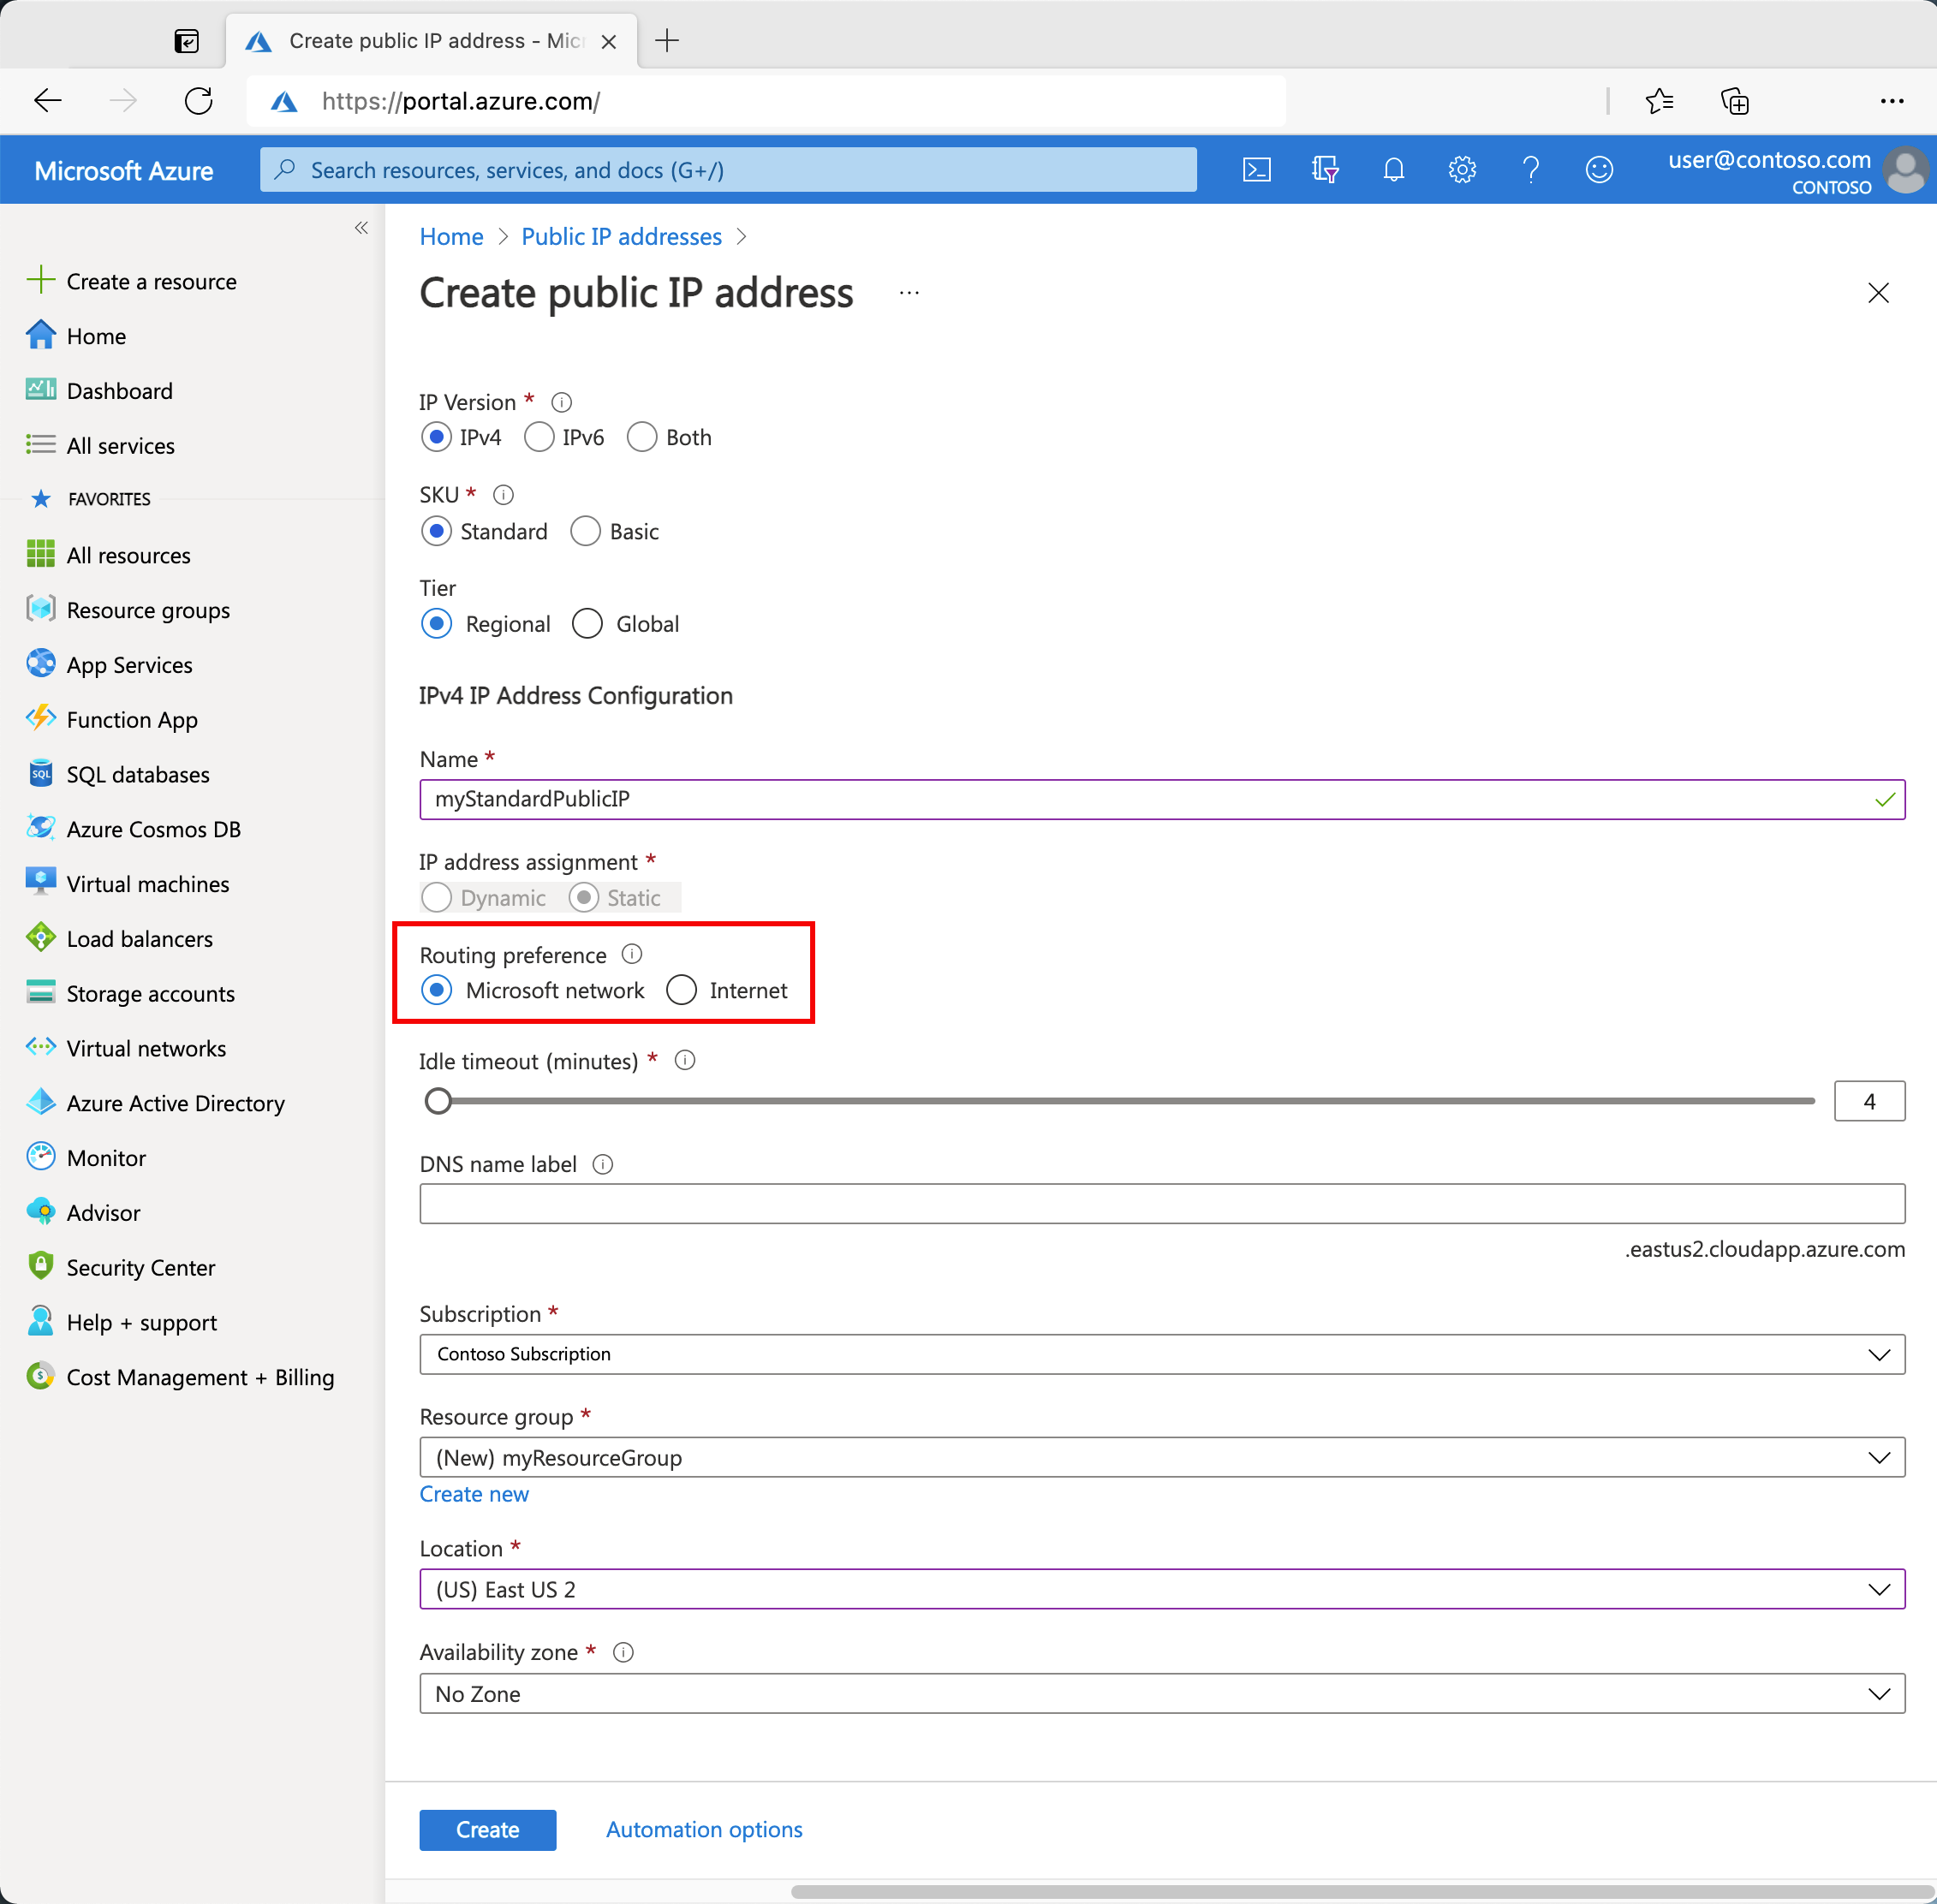 Create public IP address - Mic
https://portal.azure.com/
Microsoft Azure
Search resources, services, and docs (G+/)
user@contoso.com
CONTOSO
Create a resource
Home
Dashboard
All services
FAVORITES
All resources
Resource groups
App Services
Function App
SQL
SQL databases
Azure Cosmos DB
Virtual machines
Load balancers
Storage accounts
Virtual networks
Azure Active Directory
Monitor
Advisor
Security Center
Help + support
Cost Management + Billing
Home > Public IP addresses >
Create public IP address ...
IP Version *
IPv4 IPv6 Both
SKU *
Standard Basic
Tier
Regional Global
IPv4 IP Address Configuration
Name *
myStandardPublicIP
IP address assignment *
Dynamic Static
Routing preference
Microsoft network Internet
Idle timeout (minutes) *
4
DNS name label
.eastus2.cloudapp.azure.com
Subscription *
Contoso Subscription
Resource group *
(New) myResourceGroup
Create new
Location *
(US) East US 2
Availability zone *
No Zone
Create Automation options